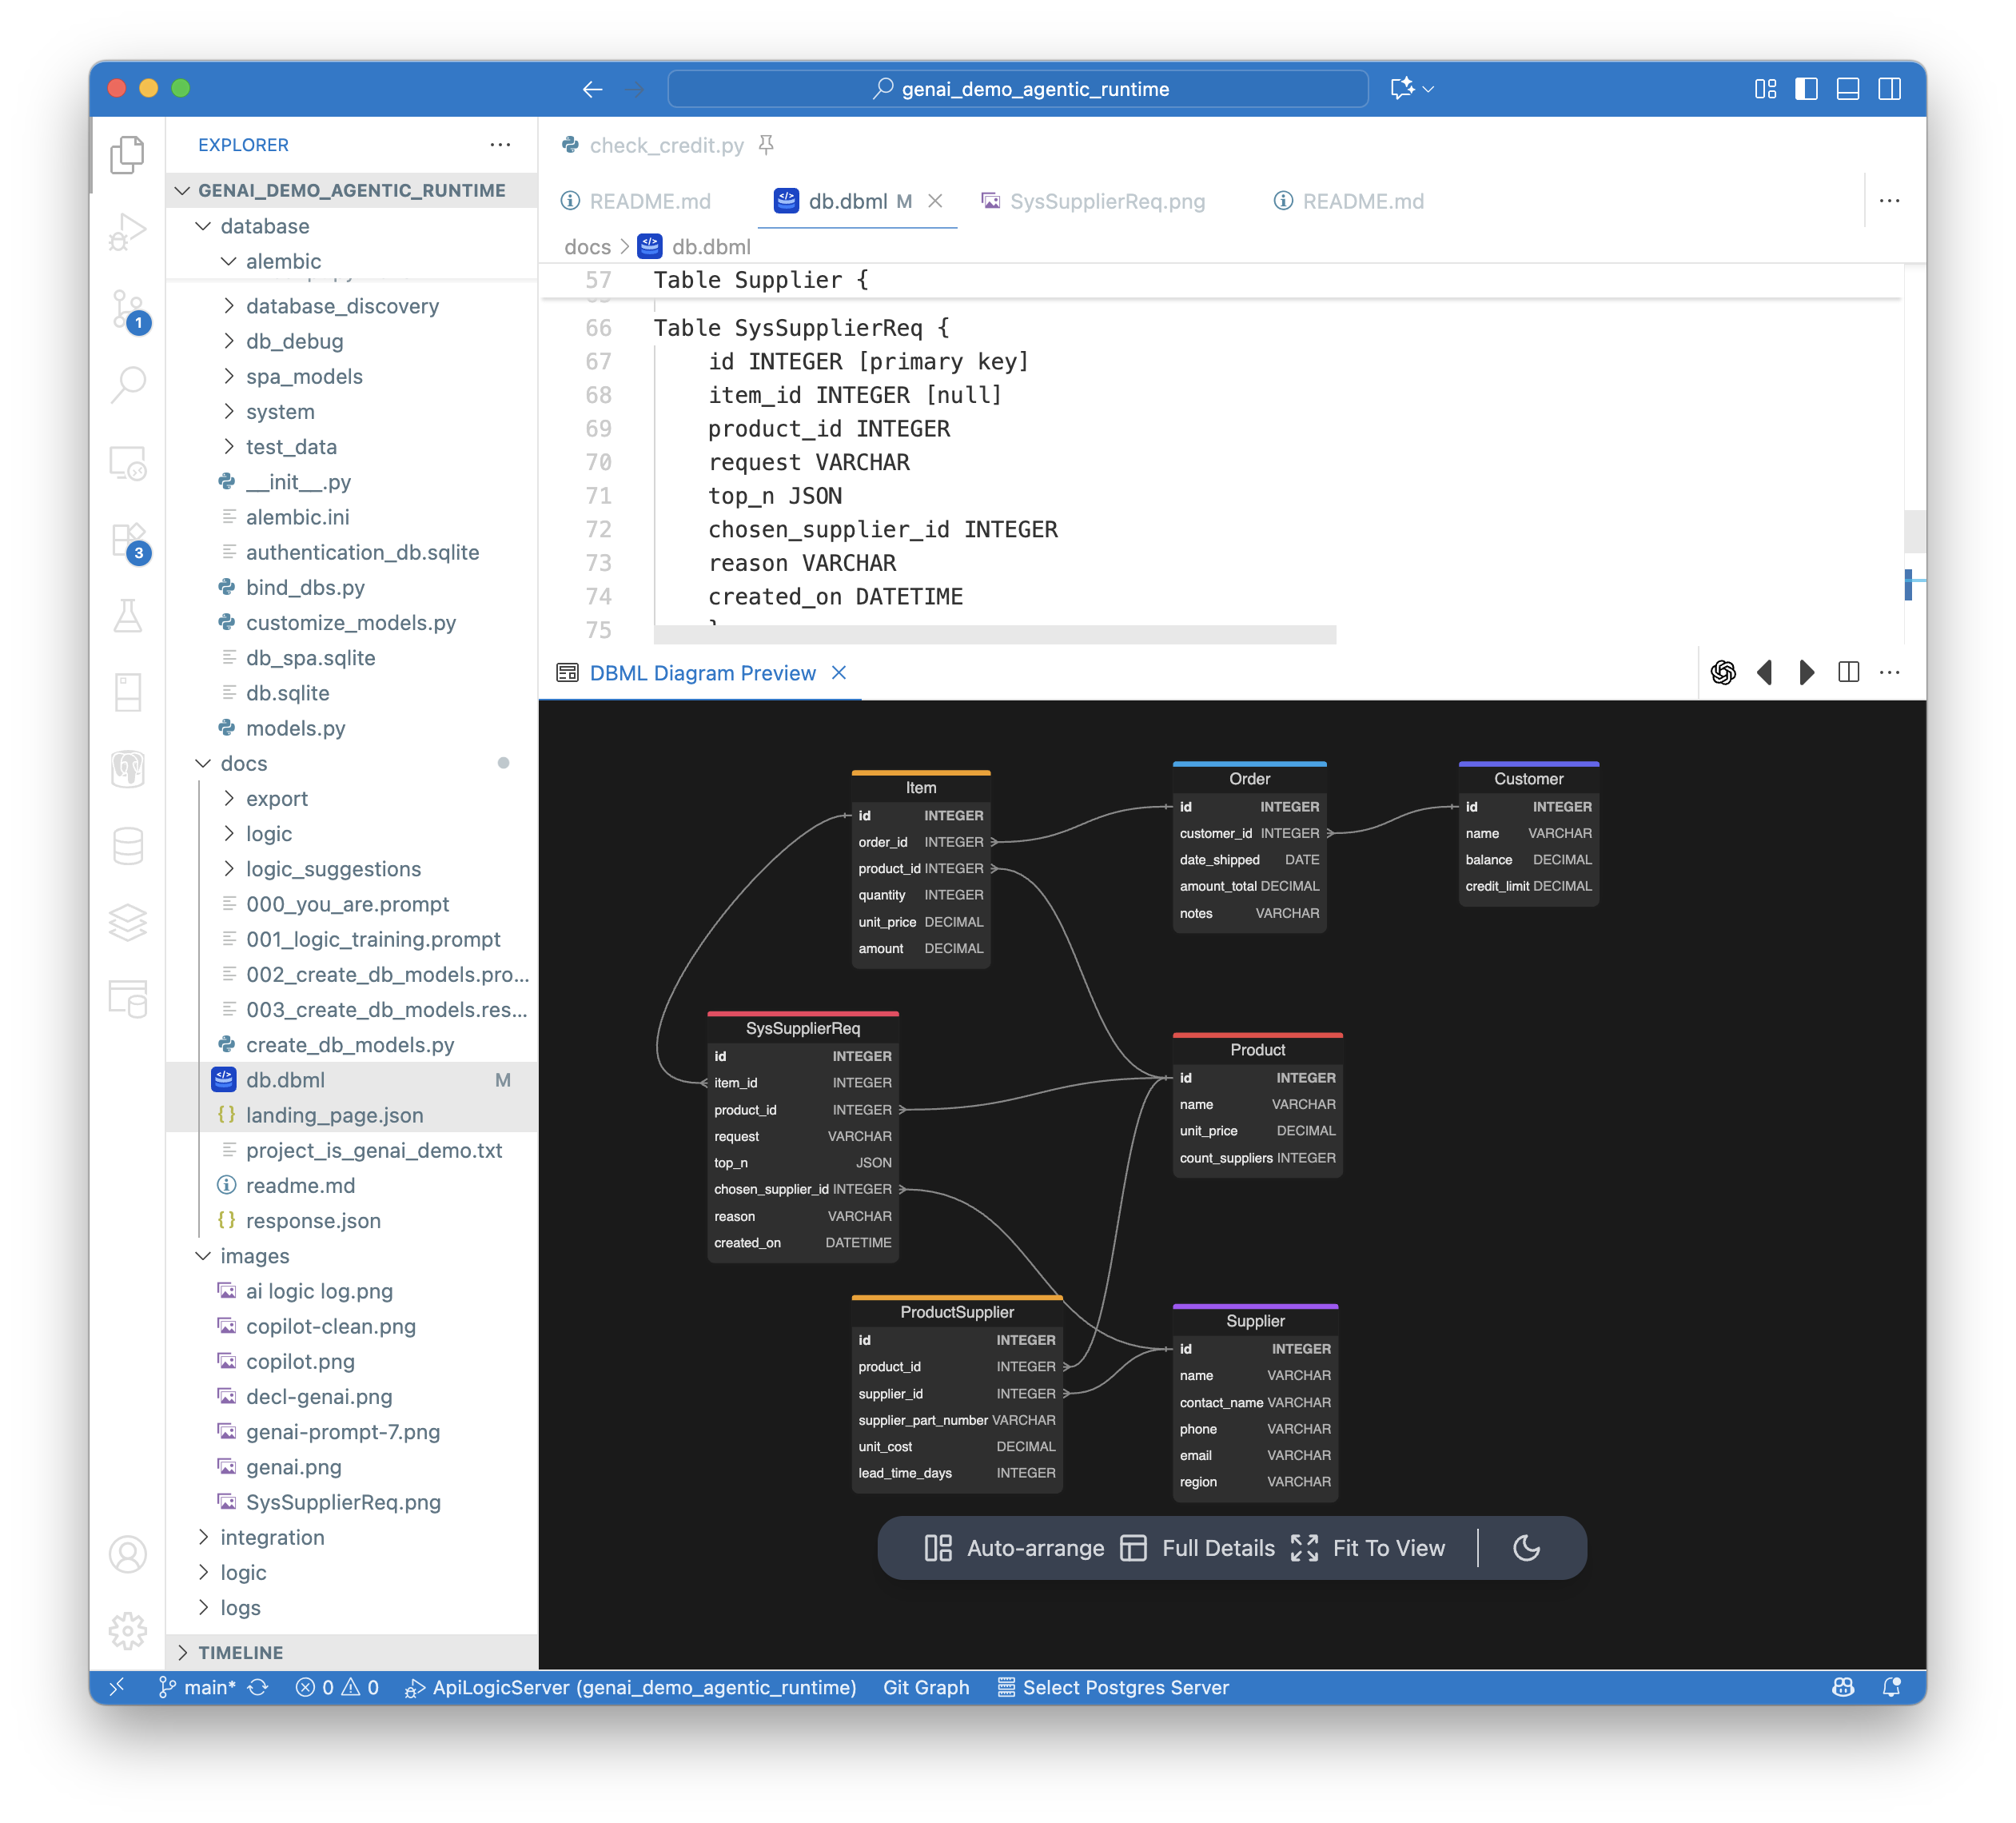 genai_demo_agentic_runtime
EXPLORER
GENAI_DEMO_AGENTIC_RUNTIME
database
alembic
database_discovery
db_debug
spa_models
system
test_data
__init__.py
alembic.ini
authentication_db.sqlite
bind_dbs.py
customize_models.py
db_spa.sqlite
db.sqlite
models.py
docs
export
logic
logic_suggestions
000_you_are.prompt
001_logic_training.prompt
002_create_db_models.pro...
003_create_db_models.res...
create_db_models.py
db.dbml M
landing_page.json
project_is_genai_demo.txt
readme.md
response.json
images
ai logic log.png
copilot-clean.png
copilot.png
decl-genai.png
genai-prompt-7.png
genai.png
SysSupplierReq.png
integration
logic
logs
TIMELINE
1
3
check_credit.py
README.md db.dbml M SysSupplierReq.png README.md
docs > db.dbml
57 Table Supplier {
66 Table SysSupplierReq {
67 id INTEGER [primary key]
68 item_id INTEGER [null]
69 product_id INTEGER
70 request VARCHAR
71 top_n JSON
72 chosen_supplier_id INTEGER
73 reason VARCHAR
74 created_on DATETIME
75 }
DBML Diagram Preview
Item
id INTEGER
order_id INTEGER
product_id INTEGER
quantity INTEGER
unit_price DECIMAL
amount DECIMAL
Order
id INTEGER
customer_id INTEGER
date_shipped DATE
amount_total DECIMAL
notes VARCHAR
Customer
id INTEGER
name VARCHAR
balance DECIMAL
credit_limit DECIMAL
SysSupplierReq
id INTEGER
item_id INTEGER
product_id INTEGER
request VARCHAR
top_n JSON
chosen_supplier_id INTEGER
reason VARCHAR
created_on DATETIME
Product
id INTEGER
name VARCHAR
unit_price DECIMAL
count_suppliers INTEGER
ProductSupplier
id INTEGER
product_id INTEGER
supplier_id INTEGER
supplier_part_number VARCHAR
unit_cost DECIMAL
lead_time_days INTEGER
Supplier
id INTEGER
name VARCHAR
contact_name VARCHAR
phone VARCHAR
email VARCHAR
region VARCHAR
Auto-arrange Full Details Fit To View
main* 0 0 ApiLogicServer (genai_demo_agentic_runtime) Git Graph Select Postgres Server